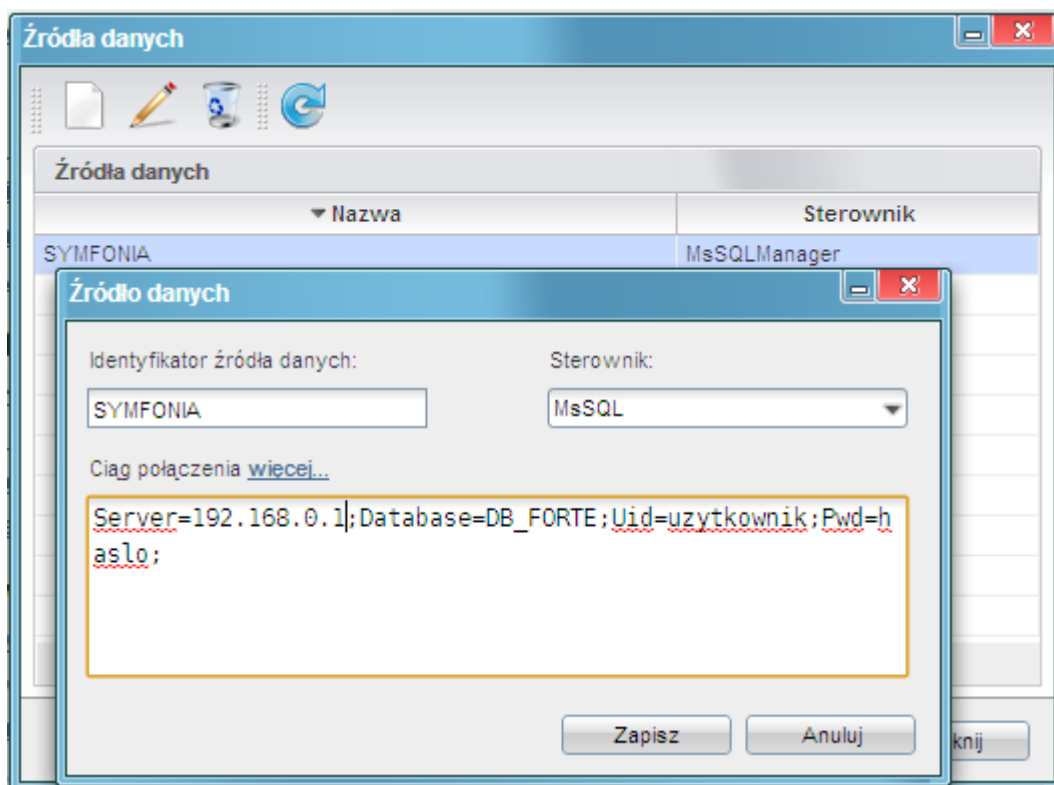 Źródła danych
Źródła danych
Nazwa Sterownik
SYMFONIA MsSQLManager
Źródło danych
Identyfikator źródła danych: Sterownik:
SYMFONIA MsSQL
Ciąg połączenia więcej...
Server=192.168.0.1;Database=DB_FORTE;Uid=uzytkownik;Pwd=h
aslo;
Zapisz Anuluj
knij